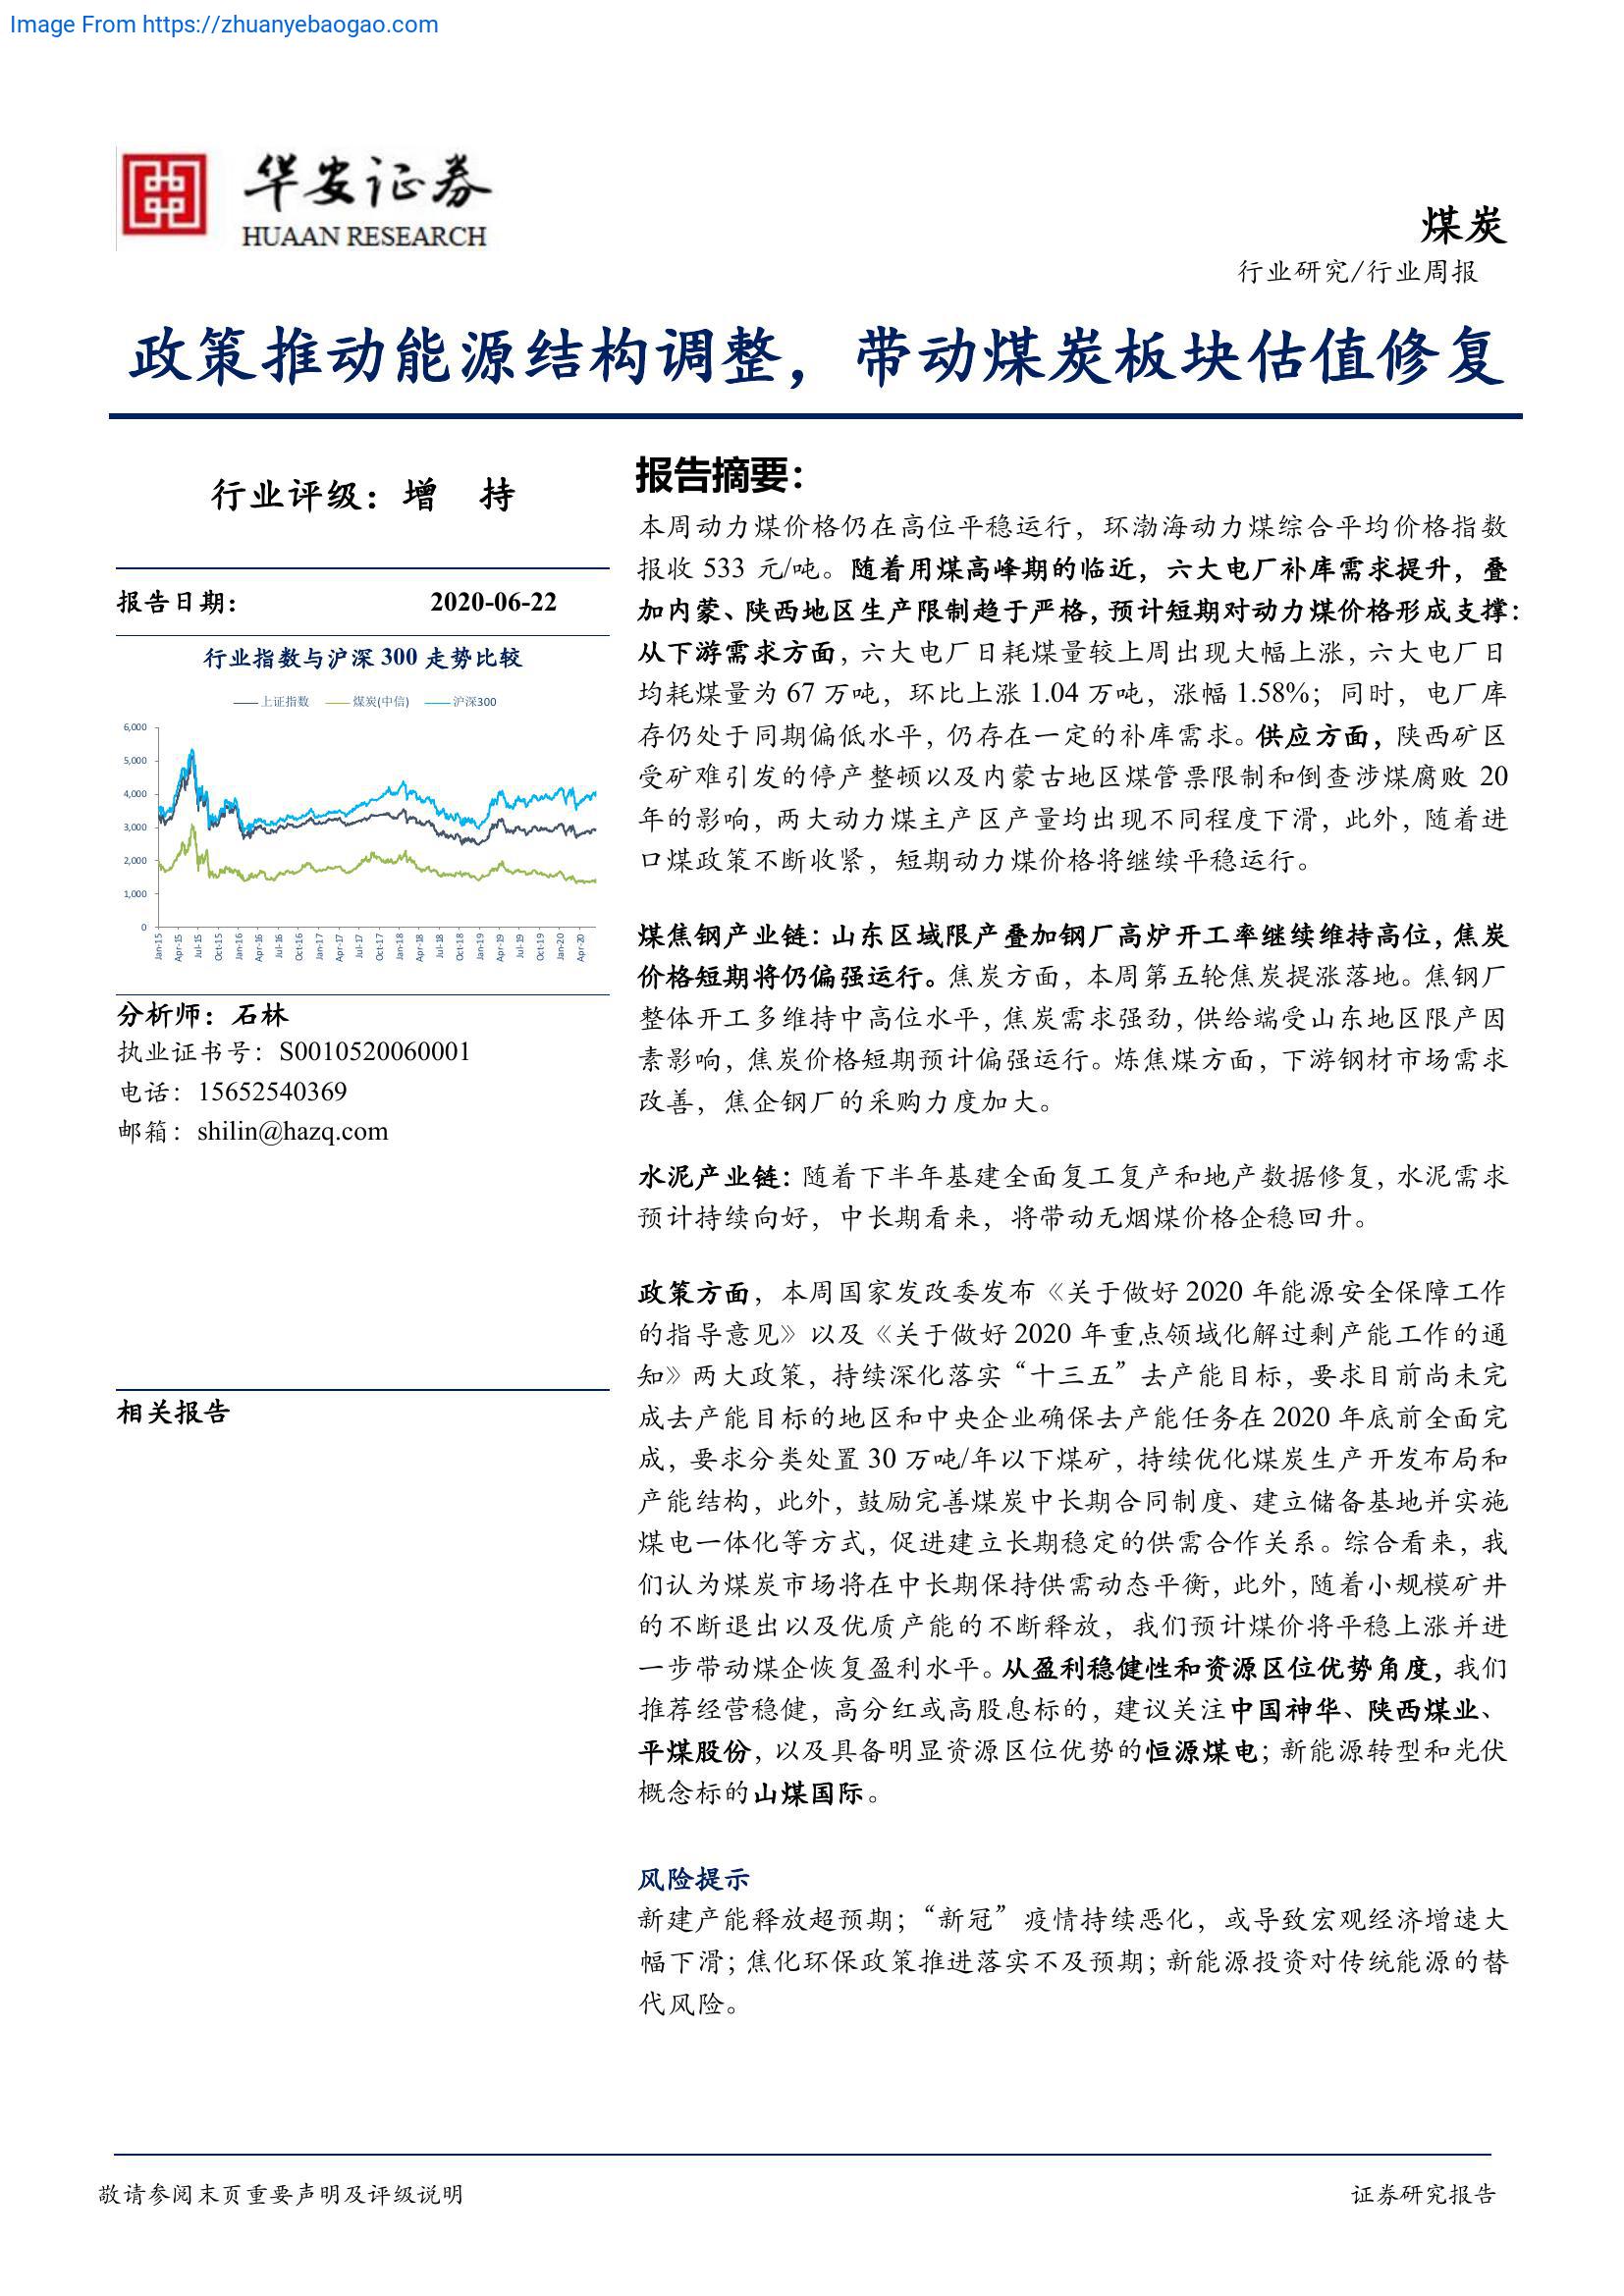 Image From https://zhuanyebaogao.com
华安证券
HUAAN RESEARCH
煤炭
行业研究/行业周报
政策推动能源结构调整，带动煤炭板块估值修复
行业评级：增 持
报告日期： 2020-06-22
行业指数与沪深 300 走势比较
上证指数 煤炭(中信) 沪深300
6,000
5,000
4,000
3,000
2,000
1,000
0
Jan-15 Apr-15 Jul-15 Oct-15 Jan-16 Apr-16 Jul-16 Oct-16 Jan-17 Apr-17 Jul-17 Oct-17 Jan-18 Apr-18 Jul-18 Oct-18 Jan-19 Apr-19 Jul-19 Oct-19 Jan-20 Apr-20
分析师：石林
执业证书号：S0010520060001
电话：15652540369
邮箱：shilin@hazq.com
相关报告
报告摘要：
本周动力煤价格仍在高位平稳运行，环渤海动力煤综合平均价格指数
报收 533 元/吨。随着用煤高峰期的临近，六大电厂补库需求提升，叠
加内蒙、陕西地区生产限制趋于严格，预计短期对动力煤价格形成支撑：
从下游需求方面，六大电厂日耗煤量较上周出现大幅上涨，六大电厂日
均耗煤量为 67 万吨，环比上涨 1.04 万吨，涨幅 1.58%；同时，电厂库
存仍处于同期偏低水平，仍存在一定的补库需求。供应方面，陕西矿区
受矿难引发的停产整顿以及内蒙古地区煤管票限制和倒查涉煤腐败 20
年的影响，两大动力煤主产区产量均出现不同程度下滑，此外，随着进
口煤政策不断收紧，短期动力煤价格将继续平稳运行。
煤焦钢产业链：山东区域限产叠加钢厂高炉开工率继续维持高位，焦炭
价格短期将仍偏强运行。焦炭方面，本周第五轮焦炭提涨落地。焦钢厂
整体开工多维持中高位水平，焦炭需求强劲，供给端受山东地区限产因
素影响，焦炭价格短期预计偏强运行。炼焦煤方面，下游钢材市场需求
改善，焦企钢厂的采购力度加大。
水泥产业链：随着下半年基建全面复工复产和地产数据修复，水泥需求
预计持续向好，中长期看来，将带动无烟煤价格企稳回升。
政策方面，本周国家发改委发布《关于做好 2020 年能源安全保障工作
的指导意见》以及《关于做好 2020 年重点领域化解过剩产能工作的通
知》两大政策，持续深化落实“十三五”去产能目标，要求目前尚未完
成去产能目标的地区和中央企业确保去产能任务在 2020 年底前全面完
成，要求分类处置 30 万吨/年以下煤矿，持续优化煤炭生产开发布局和
产能结构，此外，鼓励完善煤炭中长期合同制度、建立储备基地并实施
煤电一体化等方式，促进建立长期稳定的供需合作关系。综合看来，我
们认为煤炭市场将在中长期保持供需动态平衡，此外，随着小规模矿井
的不断退出以及优质产能的不断释放，我们预计煤价将平稳上涨并进
一步带动煤企恢复盈利水平。从盈利稳健性和资源区位优势角度，我们
推荐经营稳健，高分红或高股息标的，建议关注中国神华、陕西煤业、
平煤股份，以及具备明显资源区位优势的恒源煤电；新能源转型和光伏
概念标的山煤国际。
风险提示
新建产能释放超预期；“新冠”疫情持续恶化，或导致宏观经济增速大
幅下滑；焦化环保政策推进落实不及预期；新能源投资对传统能源的替
代风险。
敬请参阅末页重要声明及评级说明 证券研究报告